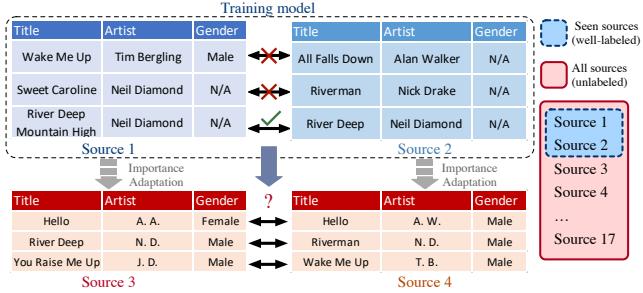 Training model
Title Artist Gender
Wake Me Up Tim Bergling Male
Sweet Caroline Neil Diamond N/A
River Deep Mountain High Neil Diamond N/A
Source 1
Title Artist Gender
All Falls Down Alan Walker N/A
Riverman Nick Drake N/A
River Deep Neil Diamond N/A
Source 2
Importance
Adaptation
Importance
Adaptation
?
Title Artist Gender
Hello A. A. Female
River Deep N. D. Male
You Raise Me Up J. D. Male
Source 3
Title Artist Gender
Hello A. W. Male
Riverman N. D. Male
Wake Me Up T. B. Male
Source 4
Seen sources
(well-labeled)
All sources
(unlabeled)
Source 1
Source 2
Source 3
Source 4
...
Source 17